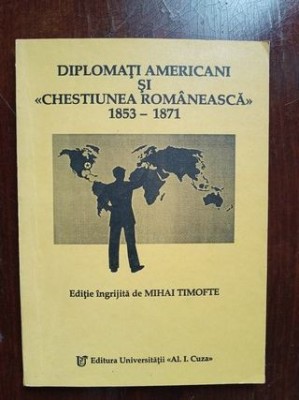 DIPLOMAȚI AMERICANI
ȘI
«CHESTIUNEA ROMÂNEASCĂ»
1853 – 1871
Ediție îngrijită de MIHAI TIMOFTE
Editura Universității «Al. I. Cuza»